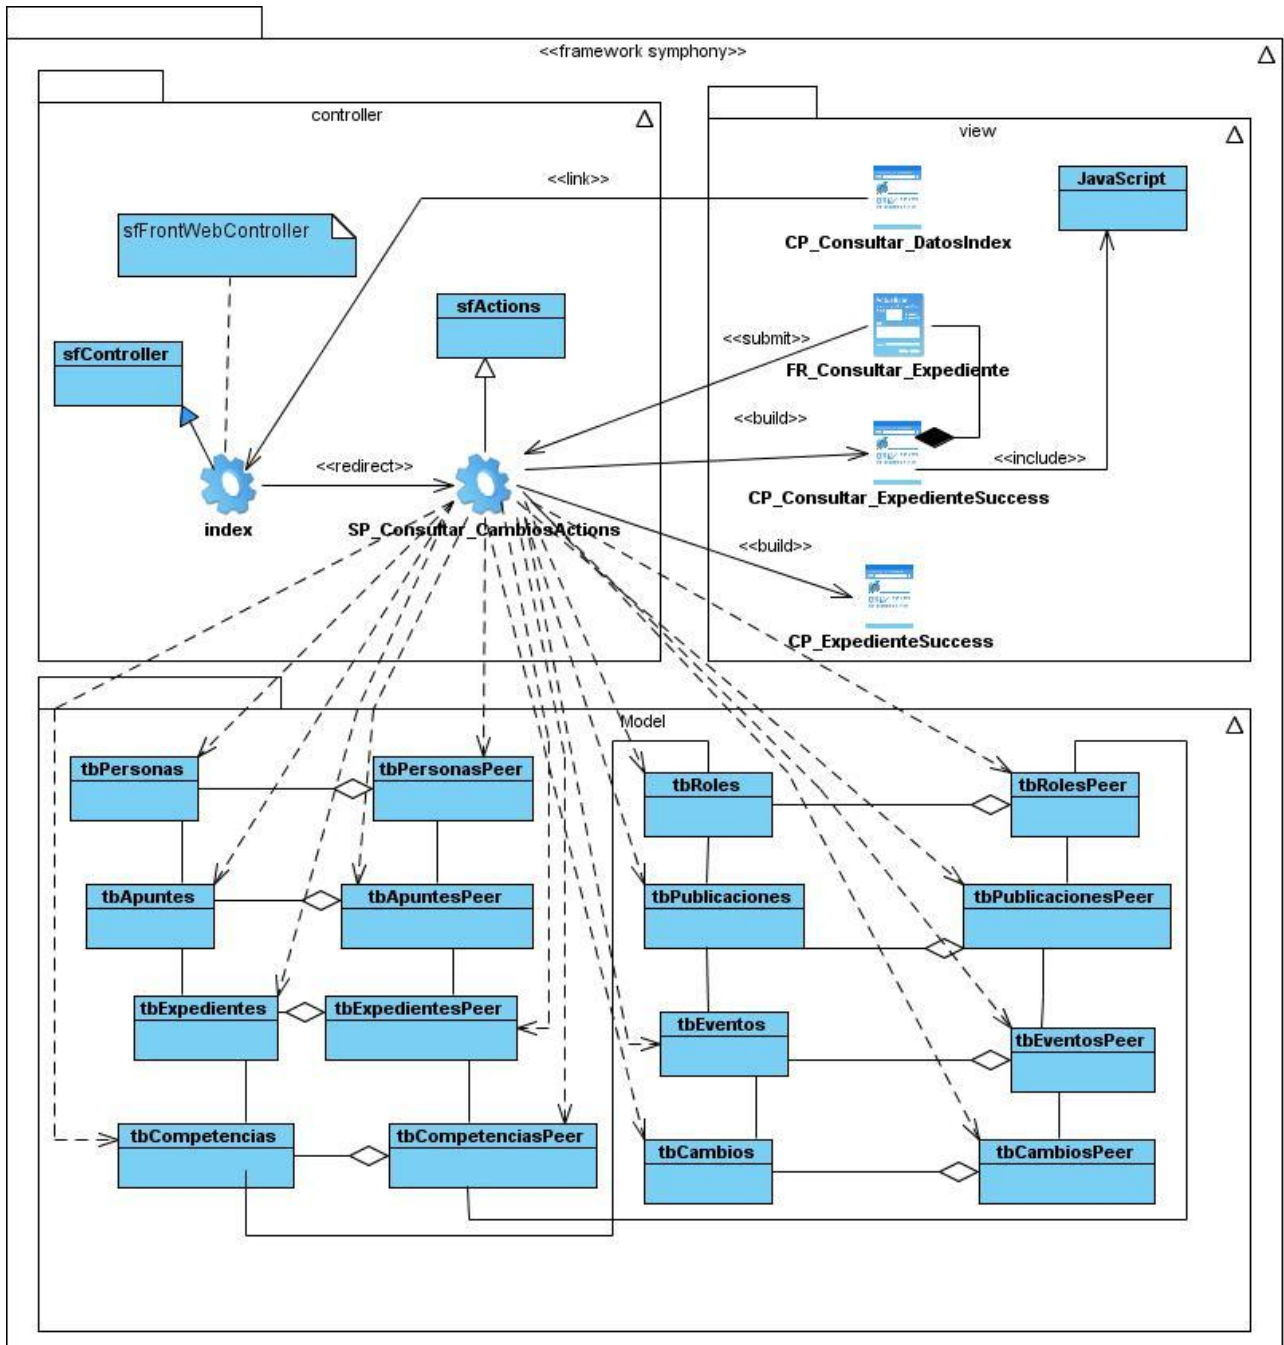 <<framework symphony>>
controller
view
<<link>>
JavaScript
sfFrontWebController
CP_Consultar_DatosIndex
sfActions
sfController
<<submit>>
FR_Consultar_Expediente
<<build>>
<<redirect>>
<<include>>
index
SP_Consultar_CambiosActions
CP_Consultar_ExpedienteSuccess
<<build>>
CP_ExpedienteSuccess
Model
tbPersonas
tbPersonasPeer
tbRoles
tbRolesPeer
tbApuntes
tbApuntesPeer
tbPublicaciones
tbPublicacionesPeer
tbExpedientes
tbExpedientesPeer
tbEventos
tbEventosPeer
tbCompetencias
tbCompetenciasPeer
tbCambios
tbCambiosPeer